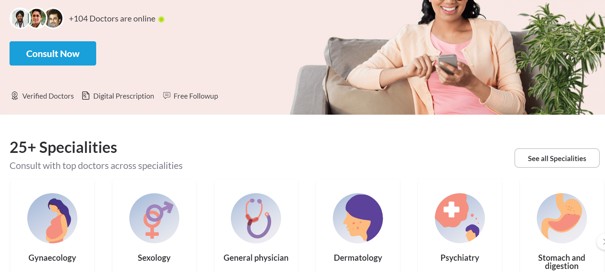 +104 Doctors are online
Consult Now
Verified Doctors Digital Prescription Free Followup
25+ Specialities
Consult with top doctors across specialities
See all Specialities
Gynaecology Sexology General physician Dermatology Psychiatry Stomach and
digestion